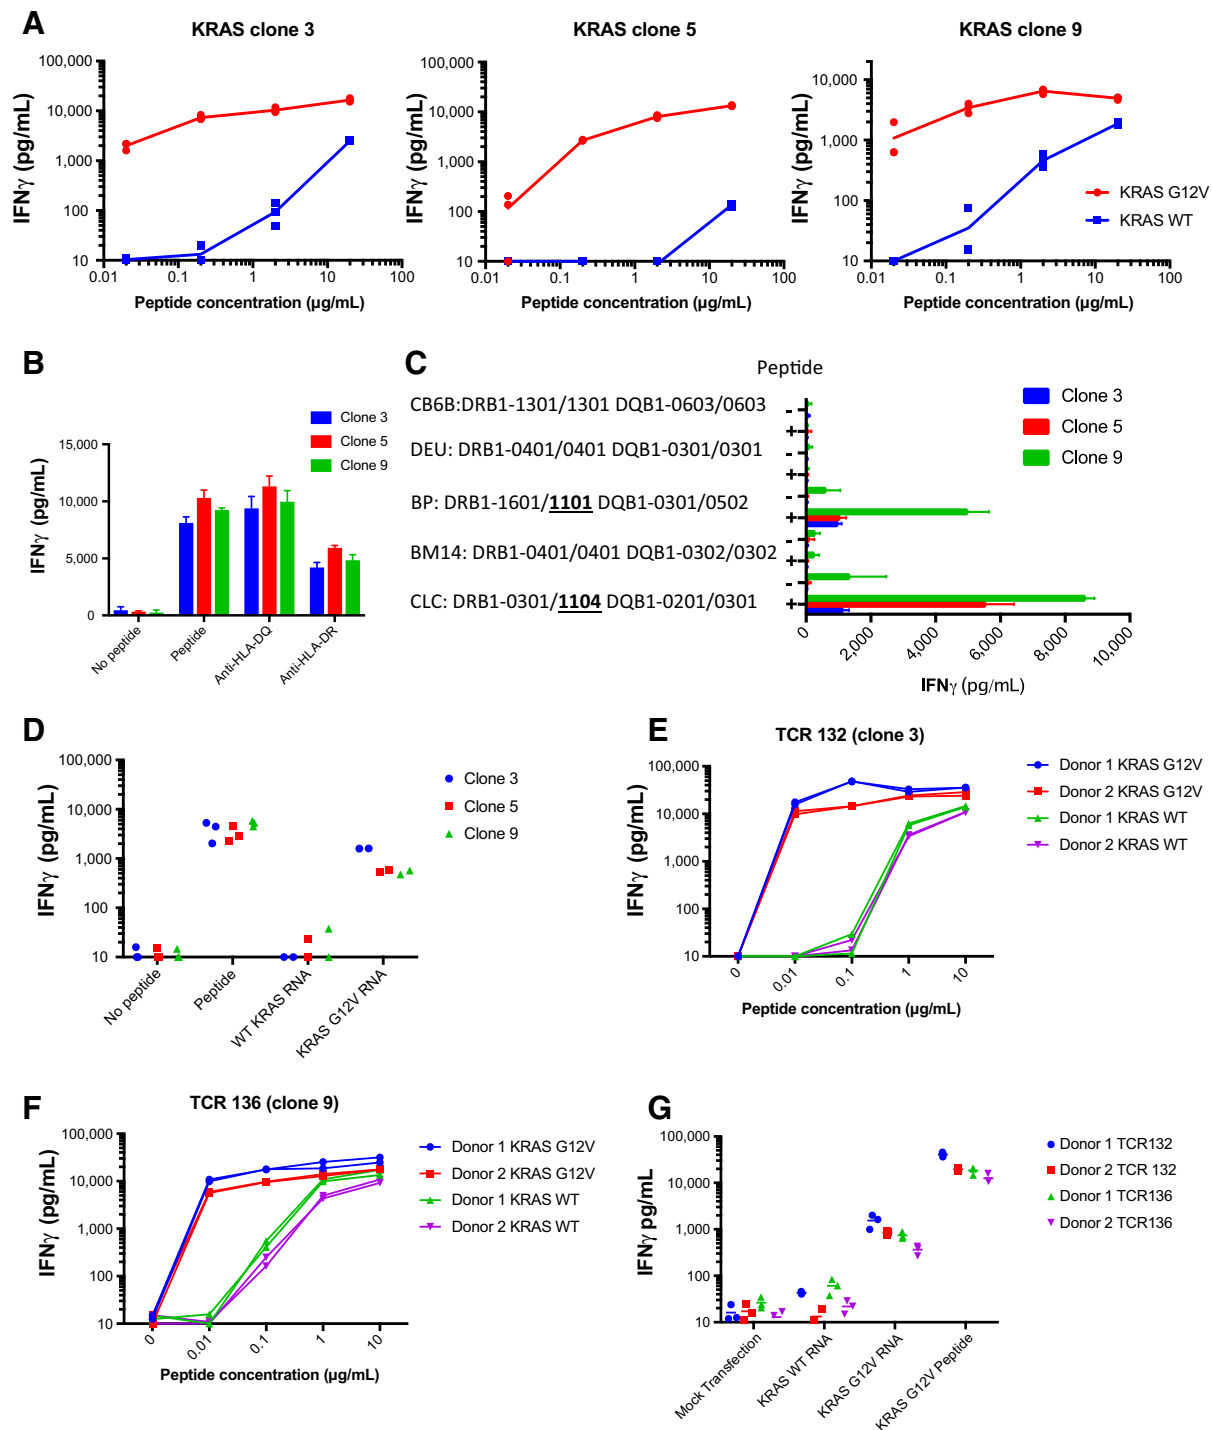 A
KRAS clone 3
KRAS clone 5
KRAS clone 9
IFNγ (pg/mL)
100,000
10,000
1,000
100
10
0.01
0.1
1
10
100
Peptide concentration (µg/mL)
IFNγ (pg/mL)
100,000
10,000
1,000
100
10
0.01
0.1
1
10
100
Peptide concentration (µg/mL)
IFNγ (pg/mL)
10,000
1,000
100
10
0.01
0.1
1
10
100
Peptide concentration (µg/mL)
KRAS G12V
KRAS WT
B
IFNγ (pg/mL)
15,000
10,000
5,000
0
No peptide
Peptide
Anti-HLA-DQ
Anti-HLA-DR
Clone 3
Clone 5
Clone 9
C
Peptide
CB6B:DRB1-1301/1301 DQB1-0603/0603
DEU: DRB1-0401/0401 DQB1-0301/0301
BP: DRB1-1601/1101 DQB1-0301/0502
BM14: DRB1-0401/0401 DQB1-0302/0302
CLC: DRB1-0301/1104 DQB1-0201/0301
-
+
-
+
-
+
-
+
-
+
0
2,000
4,000
6,000
8,000
10,000
IFNγ (pg/mL)
Clone 3
Clone 5
Clone 9
D
IFNγ (pg/mL)
100,000
10,000
1,000
100
10
No peptide
Peptide
WT KRAS RNA
KRAS G12V RNA
Clone 3
Clone 5
Clone 9
E
TCR 132 (clone 3)
IFNγ (pg/mL)
100,000
10,000
1,000
100
10
0
0.01
0.1
1
10
Peptide concentration (µg/mL)
Donor 1 KRAS G12V
Donor 2 KRAS G12V
Donor 1 KRAS WT
Donor 2 KRAS WT
F
TCR 136 (clone 9)
IFNγ (pg/mL)
100,000
10,000
1,000
100
10
0
0.01
0.1
1
10
Peptide concentration (µg/mL)
Donor 1 KRAS G12V
Donor 2 KRAS G12V
Donor 1 KRAS WT
Donor 2 KRAS WT
G
IFNγ pg/mL
100,000
10,000
1,000
100
10
Mock Transfection
KRAS WT RNA
KRAS G12V RNA
KRAS G12V Peptide
Donor 1 TCR132
Donor 2 TCR 132
Donor 1 TCR136
Donor 2 TCR136